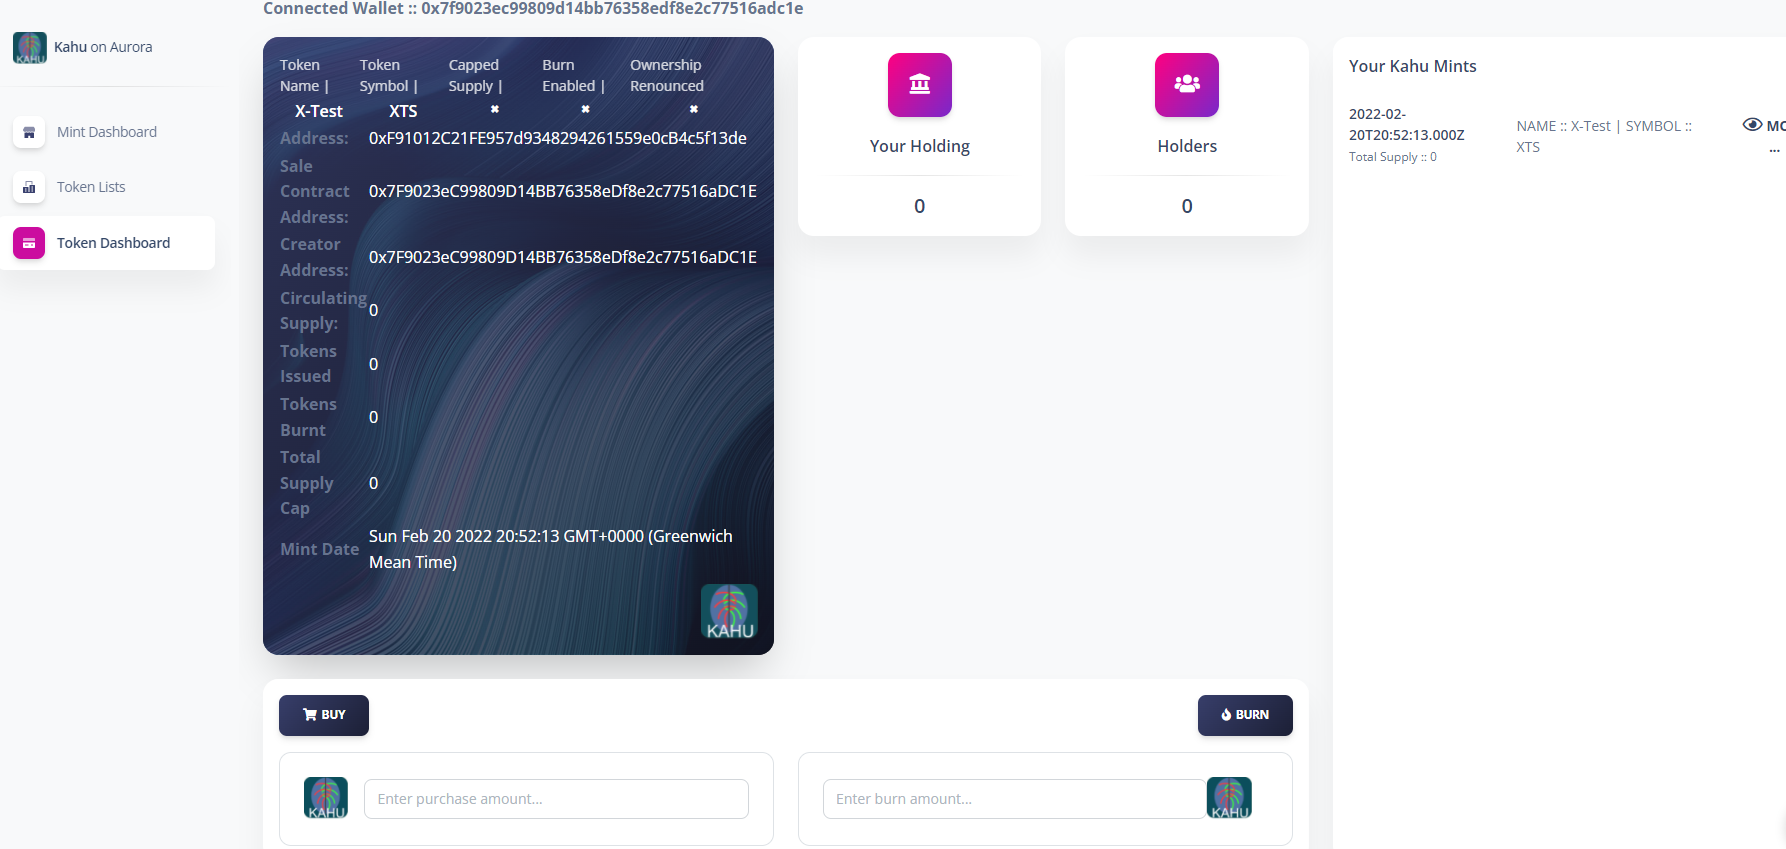 Connected Wallet :: 0x7f9023ec99809d14bb76358edf8e2c77516adc1e
KAHU
Kahu on Aurora
Mint Dashboard
Token Lists
Token Dashboard
Token Name |
Token Symbol |
Capped Supply |
Burn Enabled |
Ownership Renounced
X-Test XTS ✖ ✖ ✖
Address: 0xF91012C21FE957d9348294261559e0cB4c5f13de
Sale Contract Address: 0x7F9023eC99809D14BB76358eDf8e2c77516aDC1E
Creator Address: 0x7F9023eC99809D14BB76358eDf8e2c77516aDC1E
Circulating Supply: 0
Tokens Issued 0
Tokens Burnt 0
Total Supply Cap 0
Mint Date Sun Feb 20 2022 20:52:13 GMT+0000 (Greenwich Mean Time)
KAHU
Your Holding
0
Holders
0
Your Kahu Mints
2022-02-
20T20:52:13.000Z
Total Supply :: 0
NAME :: X-Test | SYMBOL ::
XTS
...
BUY
BURN
KAHU
Enter purchase amount...
Enter burn amount...
KAHU